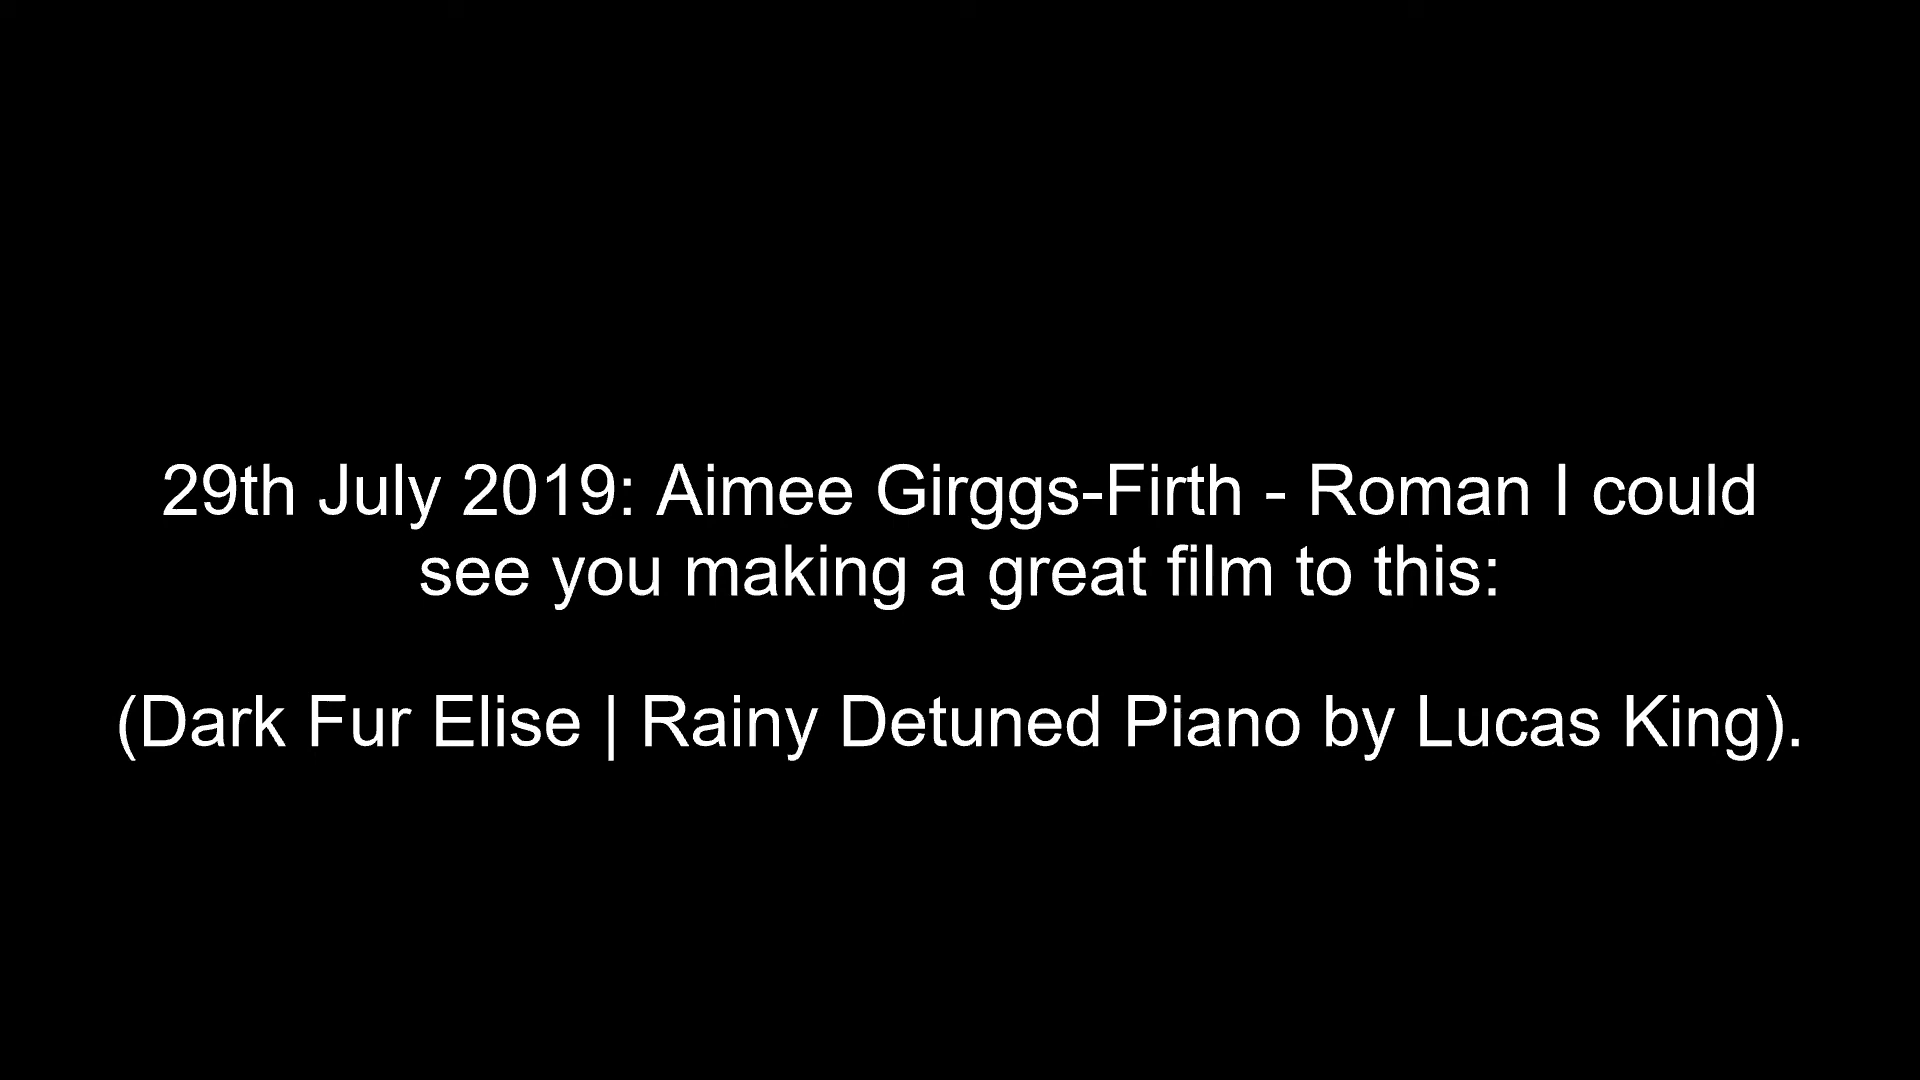 29th July 2019: Aimee Girggs-Firth - Roman I could
see you making a great film to this:
(Dark Fur Elise | Rainy Detuned Piano by Lucas King).